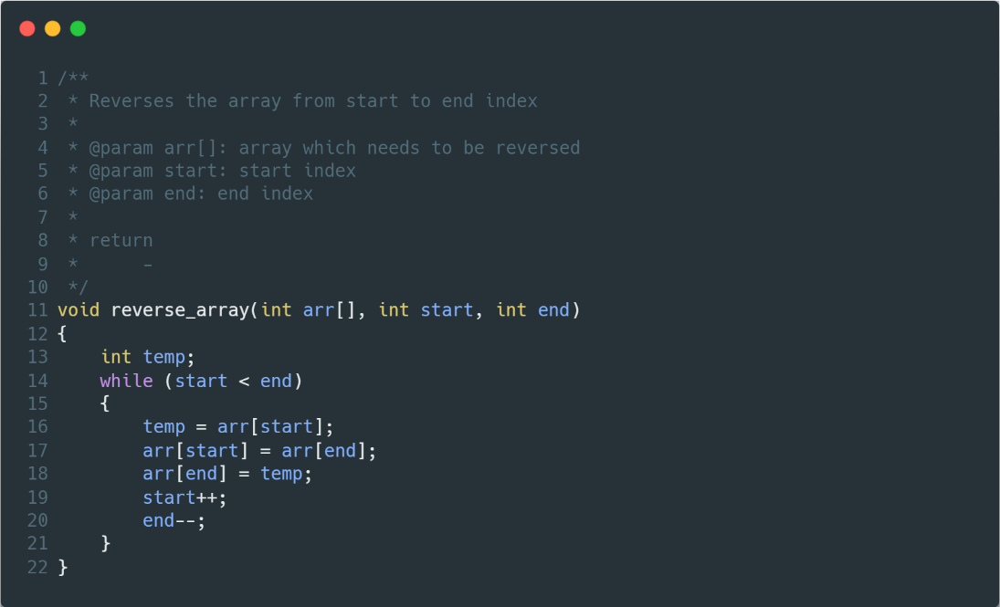 1 /**
2  * Reverses the array from start to end index
3  *
4  * @param arr[]: array which needs to be reversed
5  * @param start: start index
6  * @param end: end index
7  *
8  * return
9  *      -
10  */
11 void reverse_array(int arr[], int start, int end)
12 {
13     int temp;
14     while (start < end)
15     {
16         temp = arr[start];
17         arr[start] = arr[end];
18         arr[end] = temp;
19         start++;
20         end--;
21     }
22 }